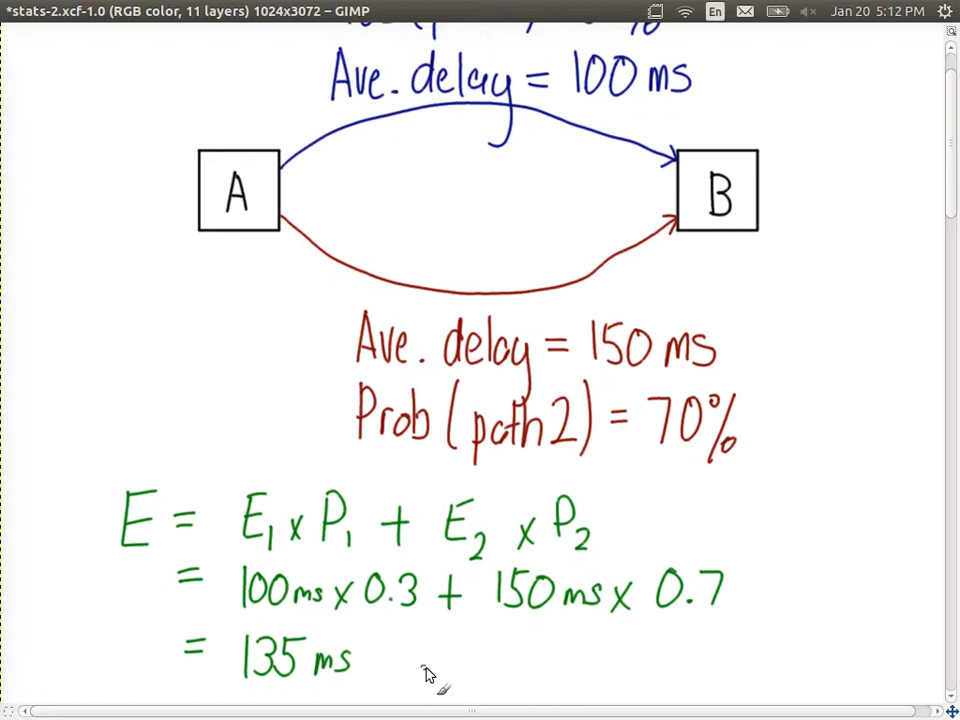 *stats-2.xcf-1.0 (RGB color, 11 layers) 1024x3072 – GIMP
En
Jan 20 5:12 PM
Ave. delay = 100 ms
A
B
Ave. delay = 150 ms
Prob (path 2) = 70%
E = E₁ x P₁ + E₂ x P₂
= 100ms x 0.3 + 150ms x 0.7
= 135 ms